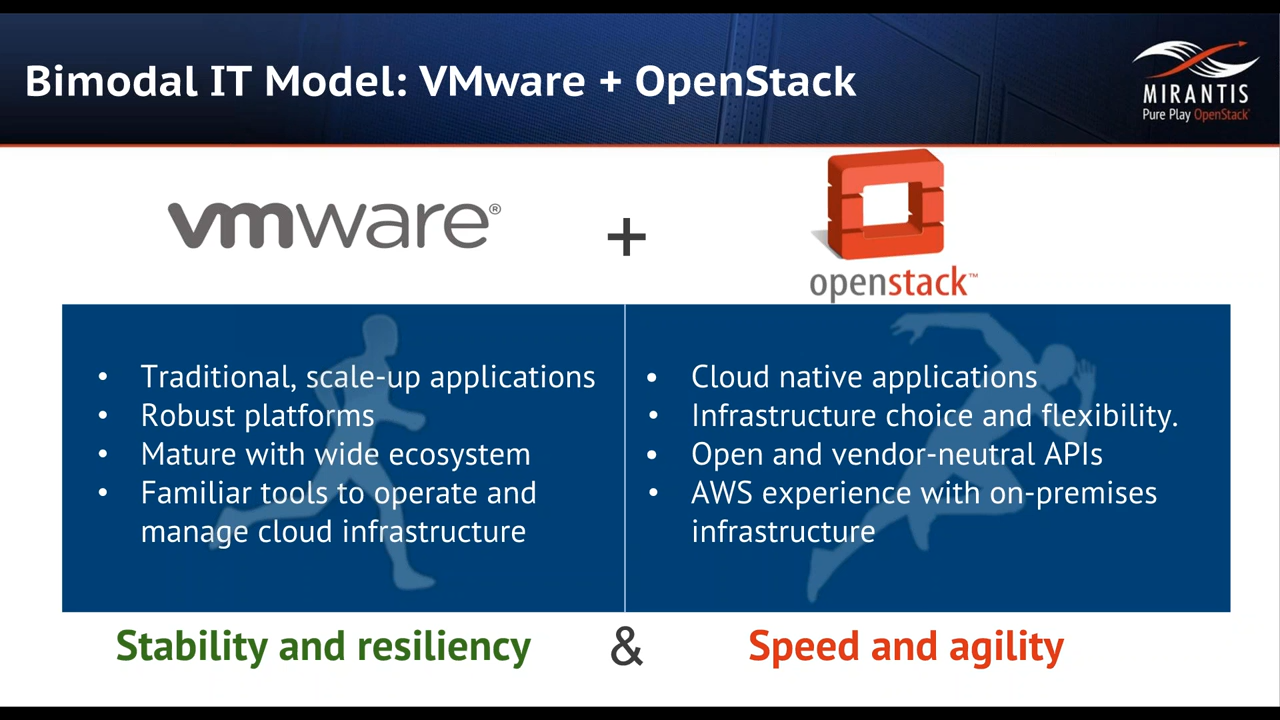 Bimodal IT Model: VMware + OpenStack
MIRANTIS
Pure Play OpenStack®
vmware®
+
openstack™
• Traditional, scale-up applications
• Robust platforms
• Mature with wide ecosystem
• Familiar tools to operate and
manage cloud infrastructure
• Cloud native applications
• Infrastructure choice and flexibility.
• Open and vendor-neutral APIs
• AWS experience with on-premises
infrastructure
Stability and resiliency
&
Speed and agility